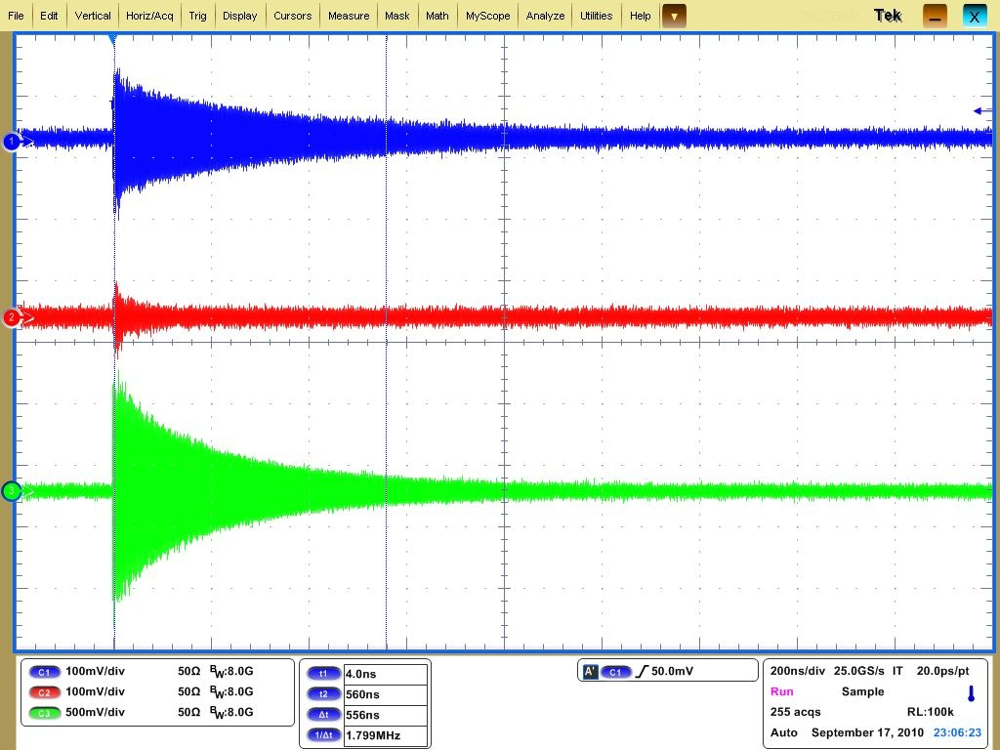 File Edit Vertical Horiz/Acq Trig Display Cursors Measure Mask Math MyScope Analyze Utilities Help ▼ Tek X
T
1
2
3
C1 100mV/div 50Ω BW:8.0G
C2 100mV/div 50Ω BW:8.0G
C3 500mV/div 50Ω BW:8.0G
t1 4.0ns
t2 560ns
Δt 556ns
1/Δt 1.799MHz
A' C1 50.0mV
200ns/div 25.0GS/s IT 20.0ps/pt
Run Sample
255 acqs RL:100k
Auto September 17, 2010 23:06:23